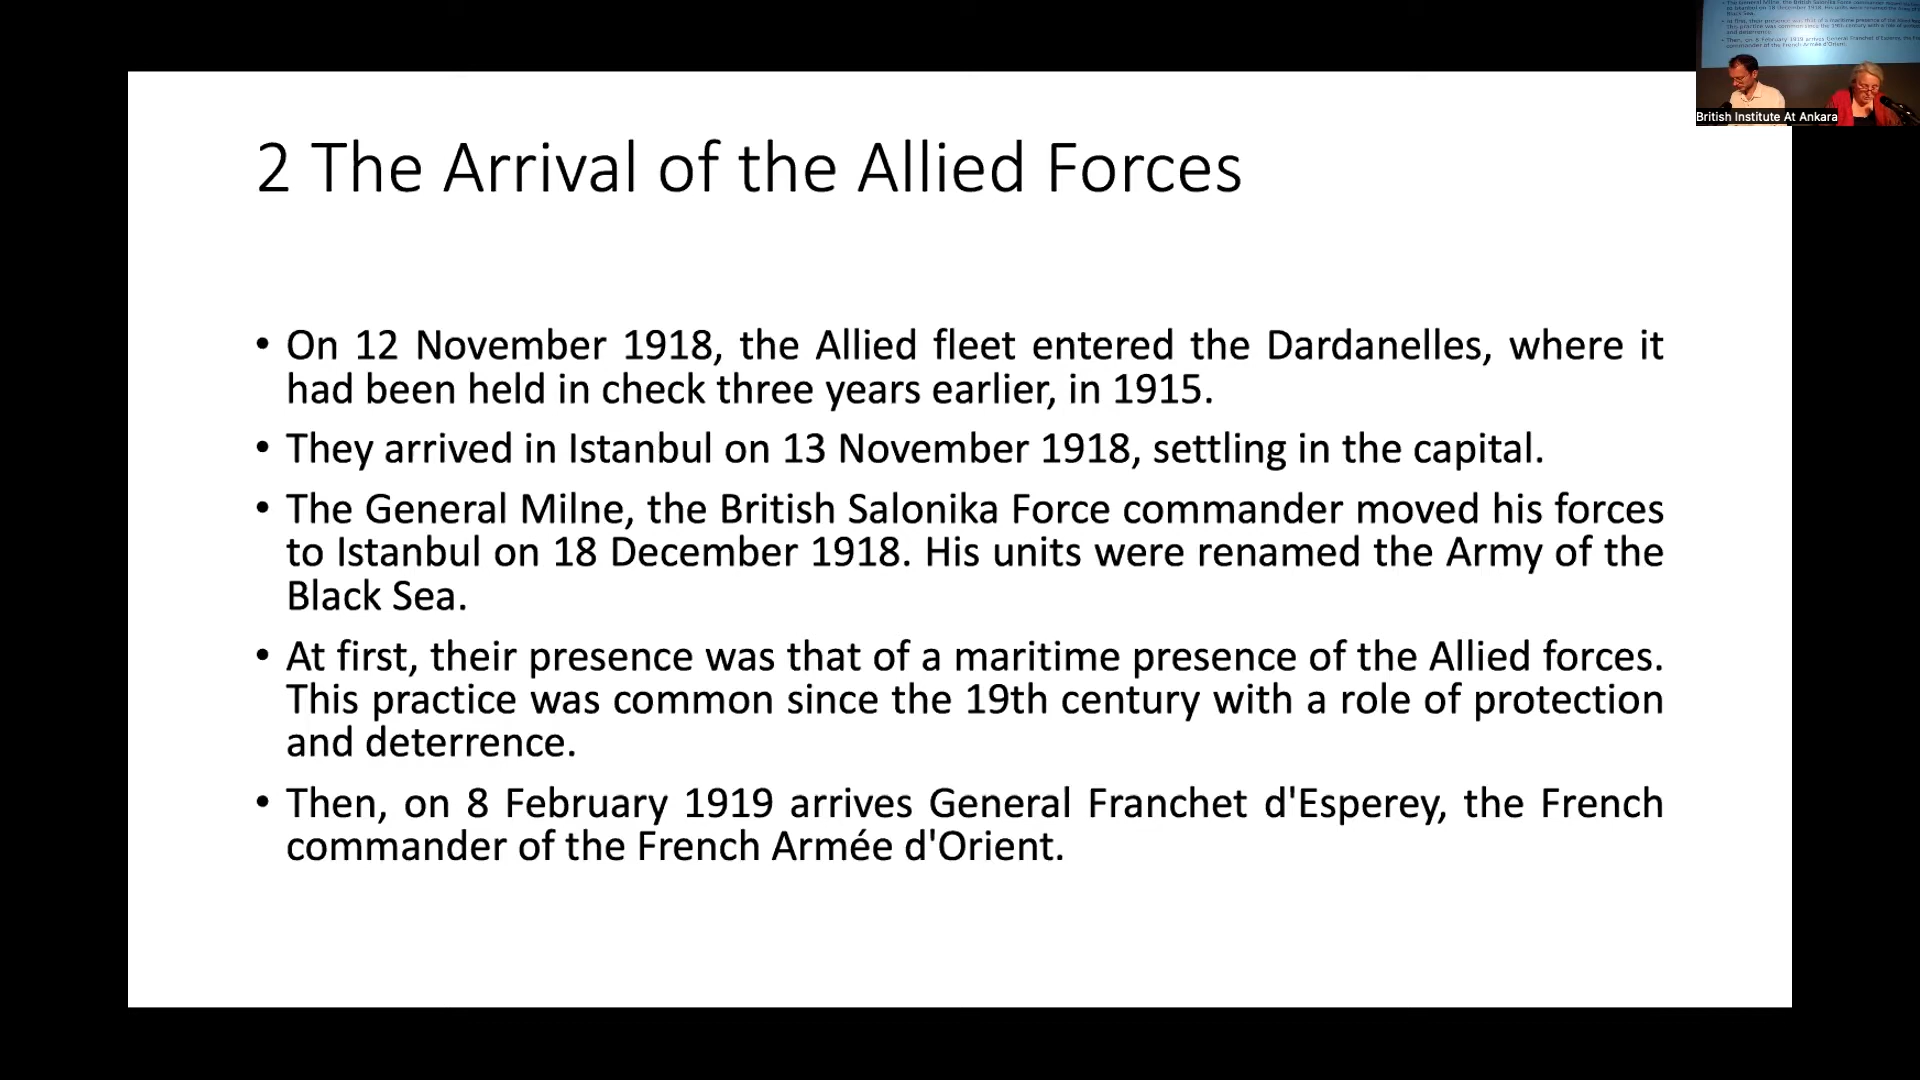 2 The Arrival of the Allied Forces
• On 12 November 1918, the Allied fleet entered the Dardanelles, where it
had been held in check three years earlier, in 1915.
• They arrived in Istanbul on 13 November 1918, settling in the capital.
• The General Milne, the British Salonika Force commander moved his forces
to Istanbul on 18 December 1918. His units were renamed the Army of the
Black Sea.
• At first, their presence was that of a maritime presence of the Allied forces.
This practice was common since the 19th century with a role of protection
and deterrence.
• Then, on 8 February 1919 arrives General Franchet d'Esperey, the French
commander of the French Armée d'Orient.
British Institute At Ankara